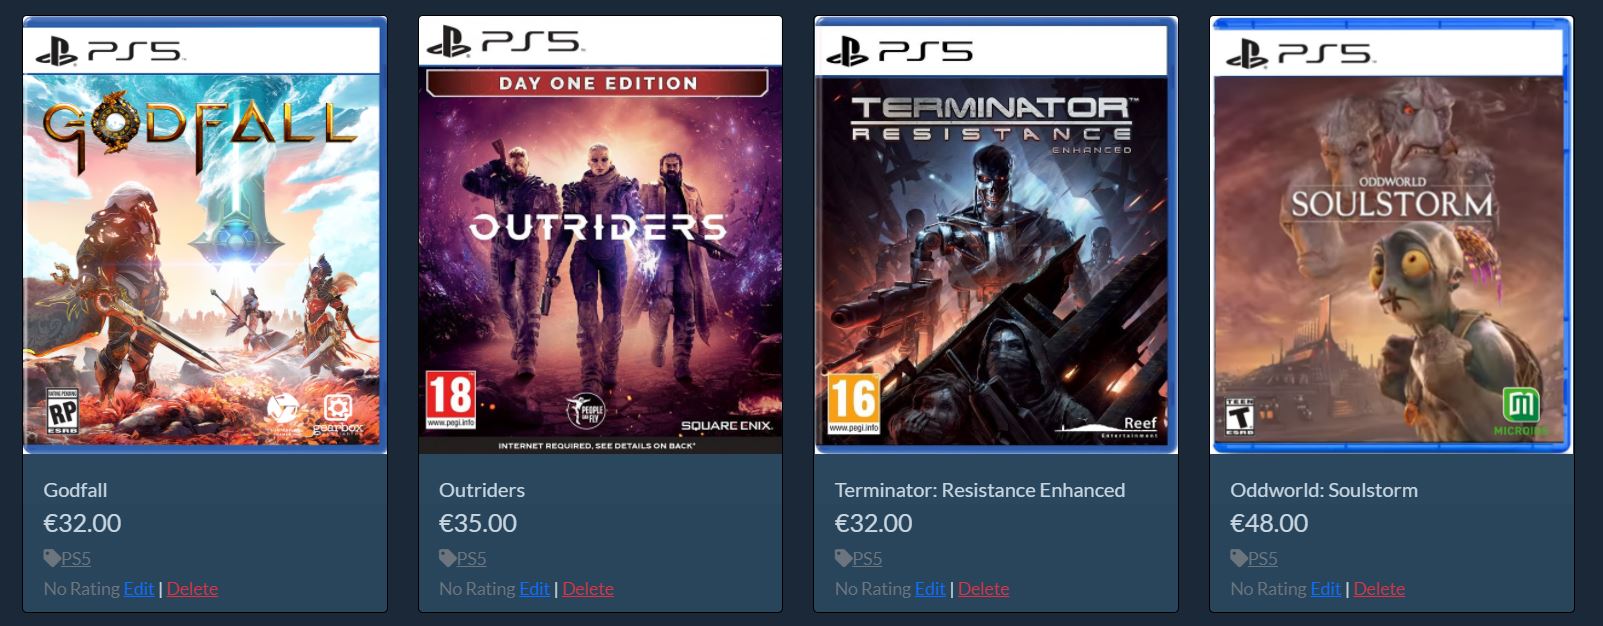 PS5
GODFALL
RATING PENDING
RP
ESRB
gearbox
Godfall
€32.00
PS5
No Rating Edit | Delete
PS5
DAY ONE EDITION
OUTRIDERS
18
www.pegi.info
PEOPLE
CAN FLY
SQUARE ENIX.
INTERNET REQUIRED, SEE DETAILS ON BACK*
Outriders
€35.00
PS5
No Rating Edit | Delete
PS5
TERMINATOR™
RESISTANCE
ENHANCED
16
www.pegi.info
Reef
Entertainment
Terminator: Resistance Enhanced
€32.00
PS5
No Rating Edit | Delete
PS5
ODDWORLD
SOULSTORM
TEEN
T
ESRB
MICROIDS
Oddworld: Soulstorm
€48.00
PS5
No Rating Edit | Delete